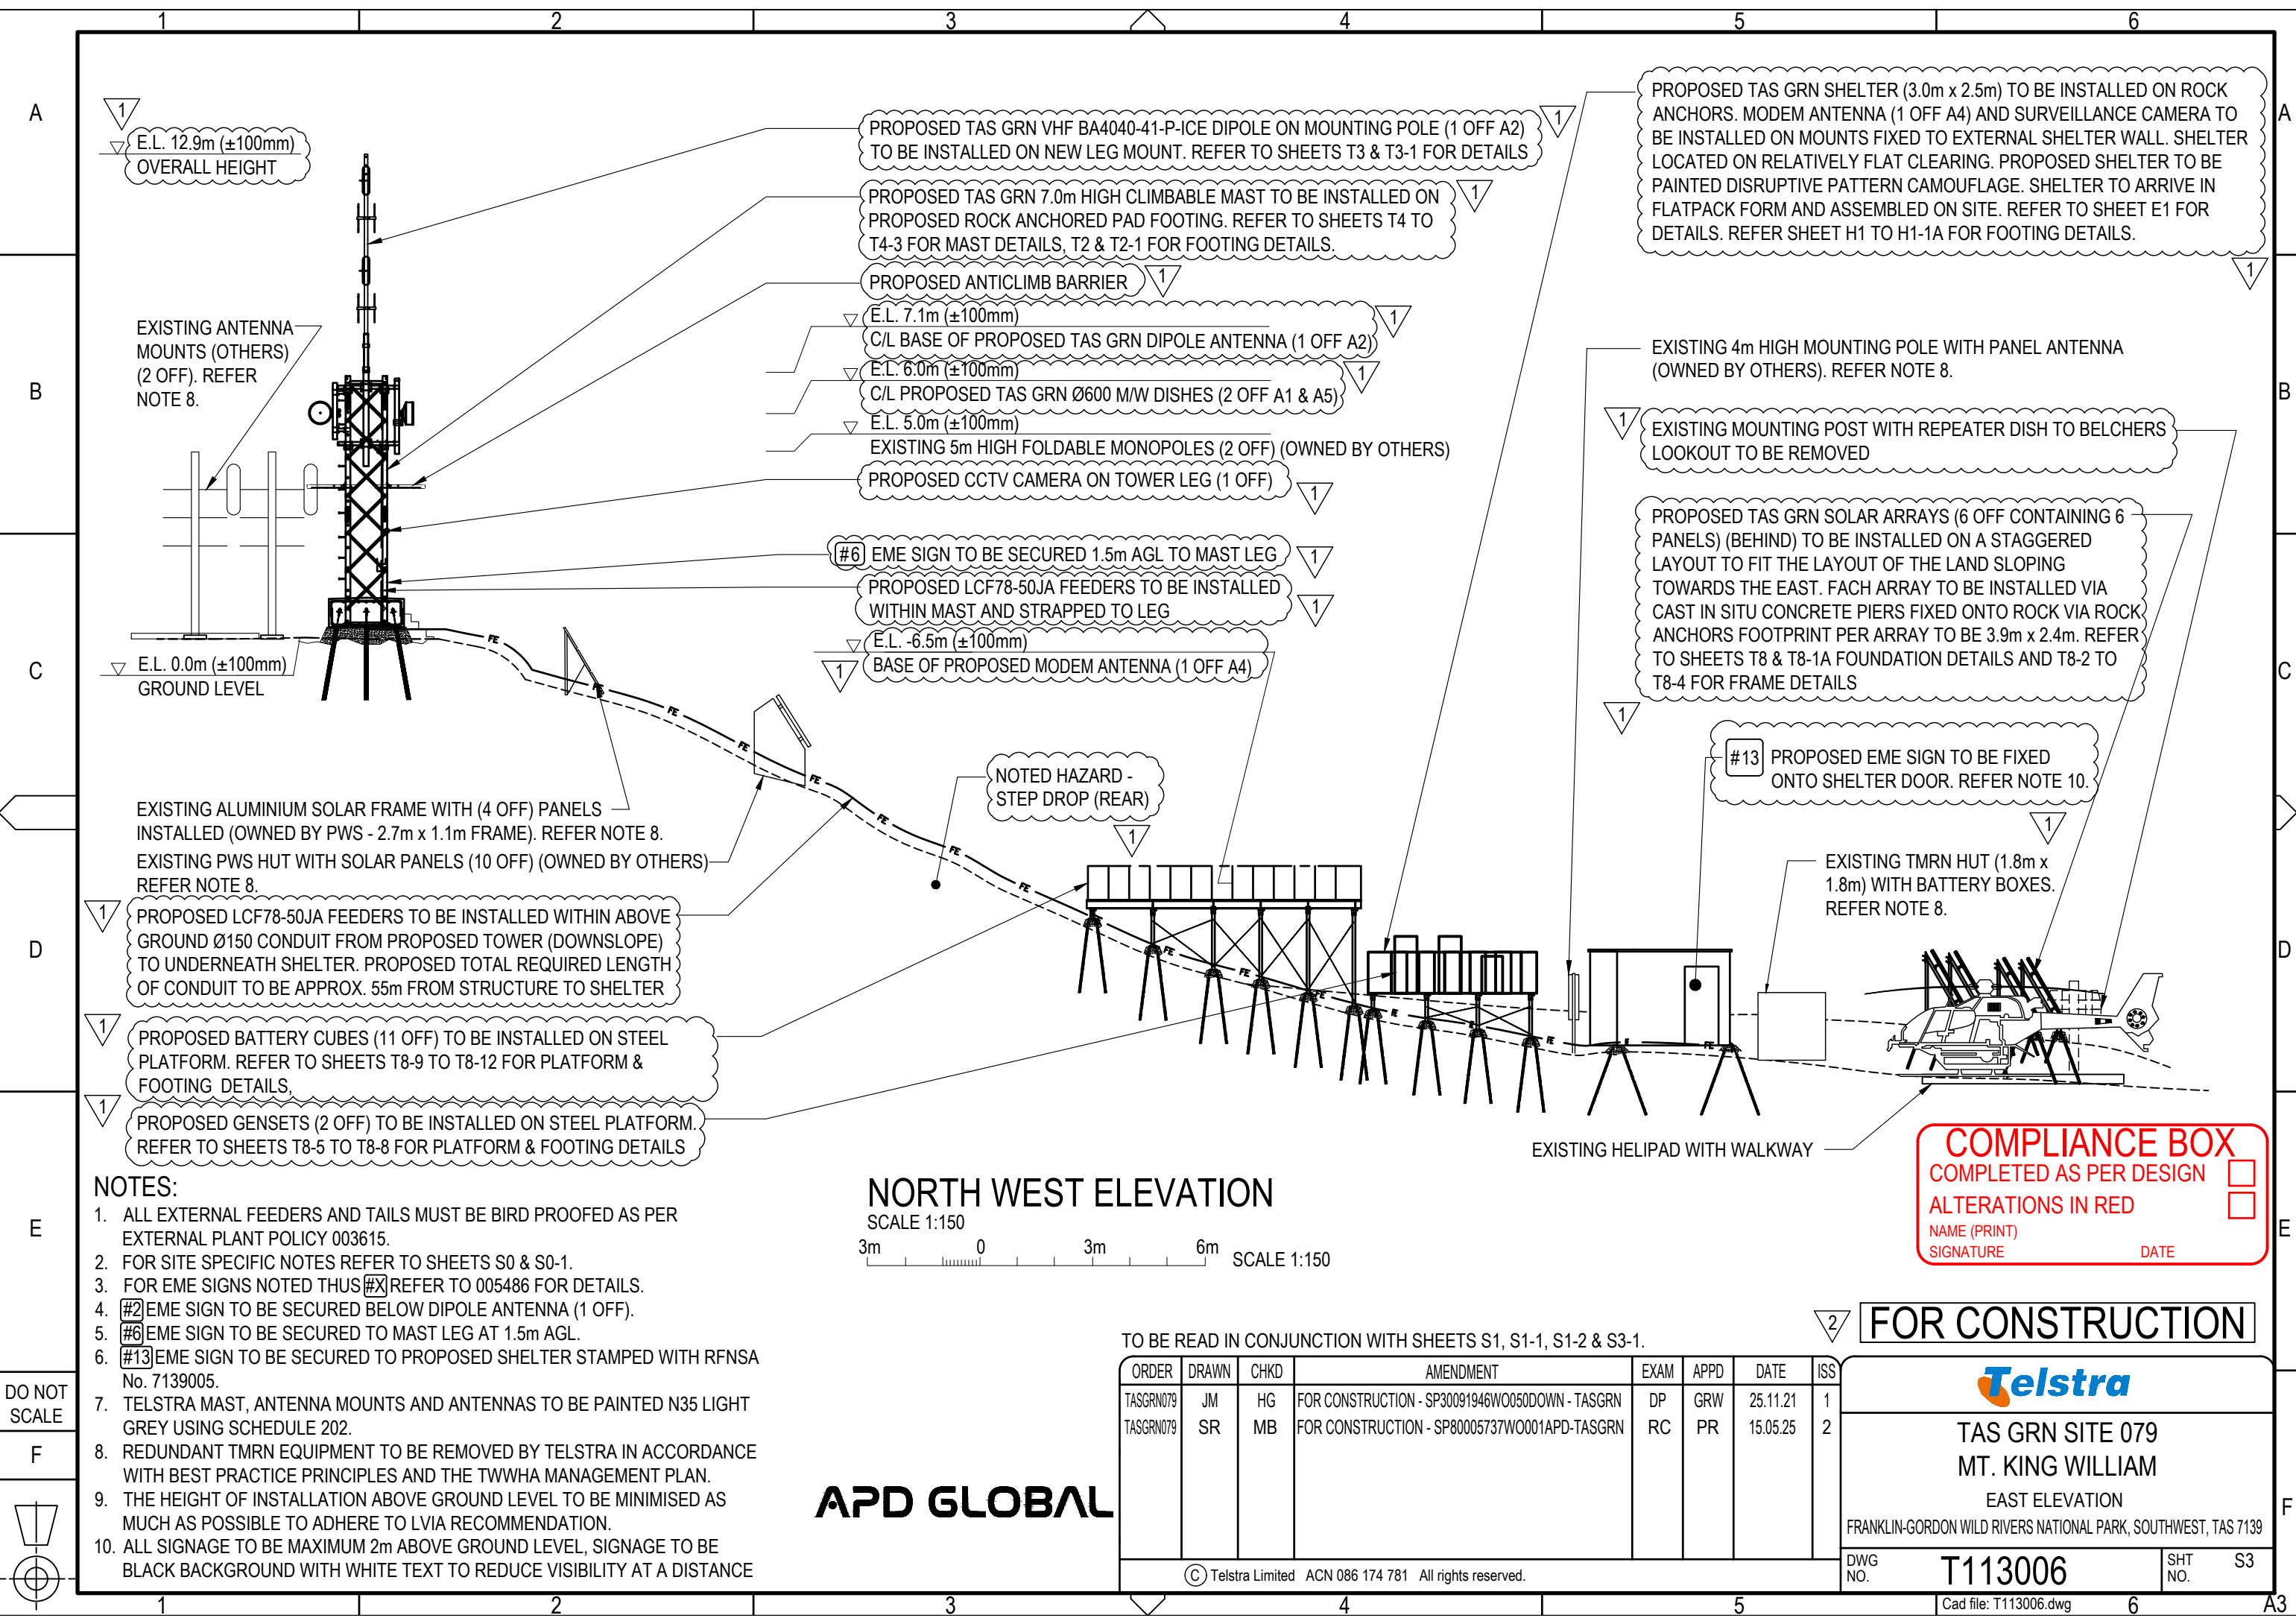 1 2 3 4 5 6
A
B
C
D
E
DO NOT
SCALE
F
1
E.L. 12.9m (±100mm)
OVERALL HEIGHT
EXISTING ANTENNA
MOUNTS (OTHERS)
(2 OFF). REFER
NOTE 8.
E.L. 0.0m (±100mm)
GROUND LEVEL
PROPOSED TAS GRN VHF BA4040-41-P-ICE DIPOLE ON MOUNTING POLE (1 OFF A2)
TO BE INSTALLED ON NEW LEG MOUNT. REFER TO SHEETS T3 & T3-1 FOR DETAILS
1
PROPOSED TAS GRN 7.0m HIGH CLIMBABLE MAST TO BE INSTALLED ON
PROPOSED ROCK ANCHORED PAD FOOTING. REFER TO SHEETS T4 TO
T4-3 FOR MAST DETAILS, T2 & T2-1 FOR FOOTING DETAILS.
1
PROPOSED ANTICLIMB BARRIER
1
E.L. 7.1m (±100mm)
C/L BASE OF PROPOSED TAS GRN DIPOLE ANTENNA (1 OFF A2)
1
E.L. 6.0m (±100mm)
C/L PROPOSED TAS GRN Ø600 M/W DISHES (2 OFF A1 & A5)
1
E.L. 5.0m (±100mm)
EXISTING 5m HIGH FOLDABLE MONOPOLES (2 OFF) (OWNED BY OTHERS)
PROPOSED CCTV CAMERA ON TOWER LEG (1 OFF)
1
#6 EME SIGN TO BE SECURED 1.5m AGL TO MAST LEG
1
PROPOSED LCF78-50JA FEEDERS TO BE INSTALLED
WITHIN MAST AND STRAPPED TO LEG
1
E.L. -6.5m (±100mm)
BASE OF PROPOSED MODEM ANTENNA (1 OFF A4)
1
PROPOSED TAS GRN SHELTER (3.0m x 2.5m) TO BE INSTALLED ON ROCK
ANCHORS. MODEM ANTENNA (1 OFF A4) AND SURVEILLANCE CAMERA TO
BE INSTALLED ON MOUNTS FIXED TO EXTERNAL SHELTER WALL. SHELTER
LOCATED ON RELATIVELY FLAT CLEARING. PROPOSED SHELTER TO BE
PAINTED DISRUPTIVE PATTERN CAMOUFLAGE. SHELTER TO ARRIVE IN
FLATPACK FORM AND ASSEMBLED ON SITE. REFER TO SHEET E1 FOR
DETAILS. REFER SHEET H1 TO H1-1A FOR FOOTING DETAILS.
1
EXISTING 4m HIGH MOUNTING POLE WITH PANEL ANTENNA
(OWNED BY OTHERS). REFER NOTE 8.
1
EXISTING MOUNTING POST WITH REPEATER DISH TO BELCHERS
LOOKOUT TO BE REMOVED
PROPOSED TAS GRN SOLAR ARRAYS (6 OFF CONTAINING 6
PANELS) (BEHIND) TO BE INSTALLED ON A STAGGERED
LAYOUT TO FIT THE LAYOUT OF THE LAND SLOPING
TOWARDS THE EAST. FACH ARRAY TO BE INSTALLED VIA
CAST IN SITU CONCRETE PIERS FIXED ONTO ROCK VIA ROCK
ANCHORS FOOTPRINT PER ARRAY TO BE 3.9m x 2.4m. REFER
TO SHEETS T8 & T8-1A FOUNDATION DETAILS AND T8-2 TO
T8-4 FOR FRAME DETAILS
1
#13 PROPOSED EME SIGN TO BE FIXED
ONTO SHELTER DOOR. REFER NOTE 10.
1
EXISTING TMRN HUT (1.8m x
1.8m) WITH BATTERY BOXES.
REFER NOTE 8.
NOTED HAZARD -
STEP DROP (REAR)
1
FE FE FE FE FE FE FE FE FE FE FE FE FE FE
EXISTING ALUMINIUM SOLAR FRAME WITH (4 OFF) PANELS
INSTALLED (OWNED BY PWS - 2.7m x 1.1m FRAME). REFER NOTE 8.
EXISTING PWS HUT WITH SOLAR PANELS (10 OFF) (OWNED BY OTHERS)
REFER NOTE 8.
1
PROPOSED LCF78-50JA FEEDERS TO BE INSTALLED WITHIN ABOVE
GROUND Ø150 CONDUIT FROM PROPOSED TOWER (DOWNSLOPE)
TO UNDERNEATH SHELTER. PROPOSED TOTAL REQUIRED LENGTH
OF CONDUIT TO BE APPROX. 55m FROM STRUCTURE TO SHELTER
1
PROPOSED BATTERY CUBES (11 OFF) TO BE INSTALLED ON STEEL
PLATFORM. REFER TO SHEETS T8-9 TO T8-12 FOR PLATFORM &
FOOTING DETAILS,
1
PROPOSED GENSETS (2 OFF) TO BE INSTALLED ON STEEL PLATFORM.
REFER TO SHEETS T8-5 TO T8-8 FOR PLATFORM & FOOTING DETAILS
EXISTING HELIPAD WITH WALKWAY
COMPLIANCE BOX
COMPLETED AS PER DESIGN
ALTERATIONS IN RED
NAME (PRINT)
SIGNATURE DATE
NOTES:
1. ALL EXTERNAL FEEDERS AND TAILS MUST BE BIRD PROOFED AS PER
EXTERNAL PLANT POLICY 003615.
2. FOR SITE SPECIFIC NOTES REFER TO SHEETS S0 & S0-1.
3. FOR EME SIGNS NOTED THUS #X REFER TO 005486 FOR DETAILS.
4. #2 EME SIGN TO BE SECURED BELOW DIPOLE ANTENNA (1 OFF).
5. #6 EME SIGN TO BE SECURED TO MAST LEG AT 1.5m AGL.
6. #13 EME SIGN TO BE SECURED TO PROPOSED SHELTER STAMPED WITH RFNSA
No. 7139005.
7. TELSTRA MAST, ANTENNA MOUNTS AND ANTENNAS TO BE PAINTED N35 LIGHT
GREY USING SCHEDULE 202.
8. REDUNDANT TMRN EQUIPMENT TO BE REMOVED BY TELSTRA IN ACCORDANCE
WITH BEST PRACTICE PRINCIPLES AND THE TWWHA MANAGEMENT PLAN.
9. THE HEIGHT OF INSTALLATION ABOVE GROUND LEVEL TO BE MINIMISED AS
MUCH AS POSSIBLE TO ADHERE TO LVIA RECOMMENDATION.
10. ALL SIGNAGE TO BE MAXIMUM 2m ABOVE GROUND LEVEL, SIGNAGE TO BE
BLACK BACKGROUND WITH WHITE TEXT TO REDUCE VISIBILITY AT A DISTANCE
NORTH WEST ELEVATION
SCALE 1:150
3m 0 3m 6m SCALE 1:150
2
FOR CONSTRUCTION
TO BE READ IN CONJUNCTION WITH SHEETS S1, S1-1, S1-2 & S3-1.
ORDER DRAWN CHKD AMENDMENT EXAM APPD DATE ISS
TASGRN079 JM HG FOR CONSTRUCTION - SP30091946WO050DOWN - TASGRN DP GRW 25.11.21 1
TASGRN079 SR MB FOR CONSTRUCTION - SP80005737WO001APD-TASGRN RC PR 15.05.25 2
C Telstra Limited ACN 086 174 781 All rights reserved.
APD GLOBAL
Telstra
TAS GRN SITE 079
MT. KING WILLIAM
EAST ELEVATION
FRANKLIN-GORDON WILD RIVERS NATIONAL PARK, SOUTHWEST, TAS 7139
DWG NO. T113006 SHT NO. S3
Cad file: T113006.dwg
A
B
C
D
E
F
1 2 3 4 5 6 A3